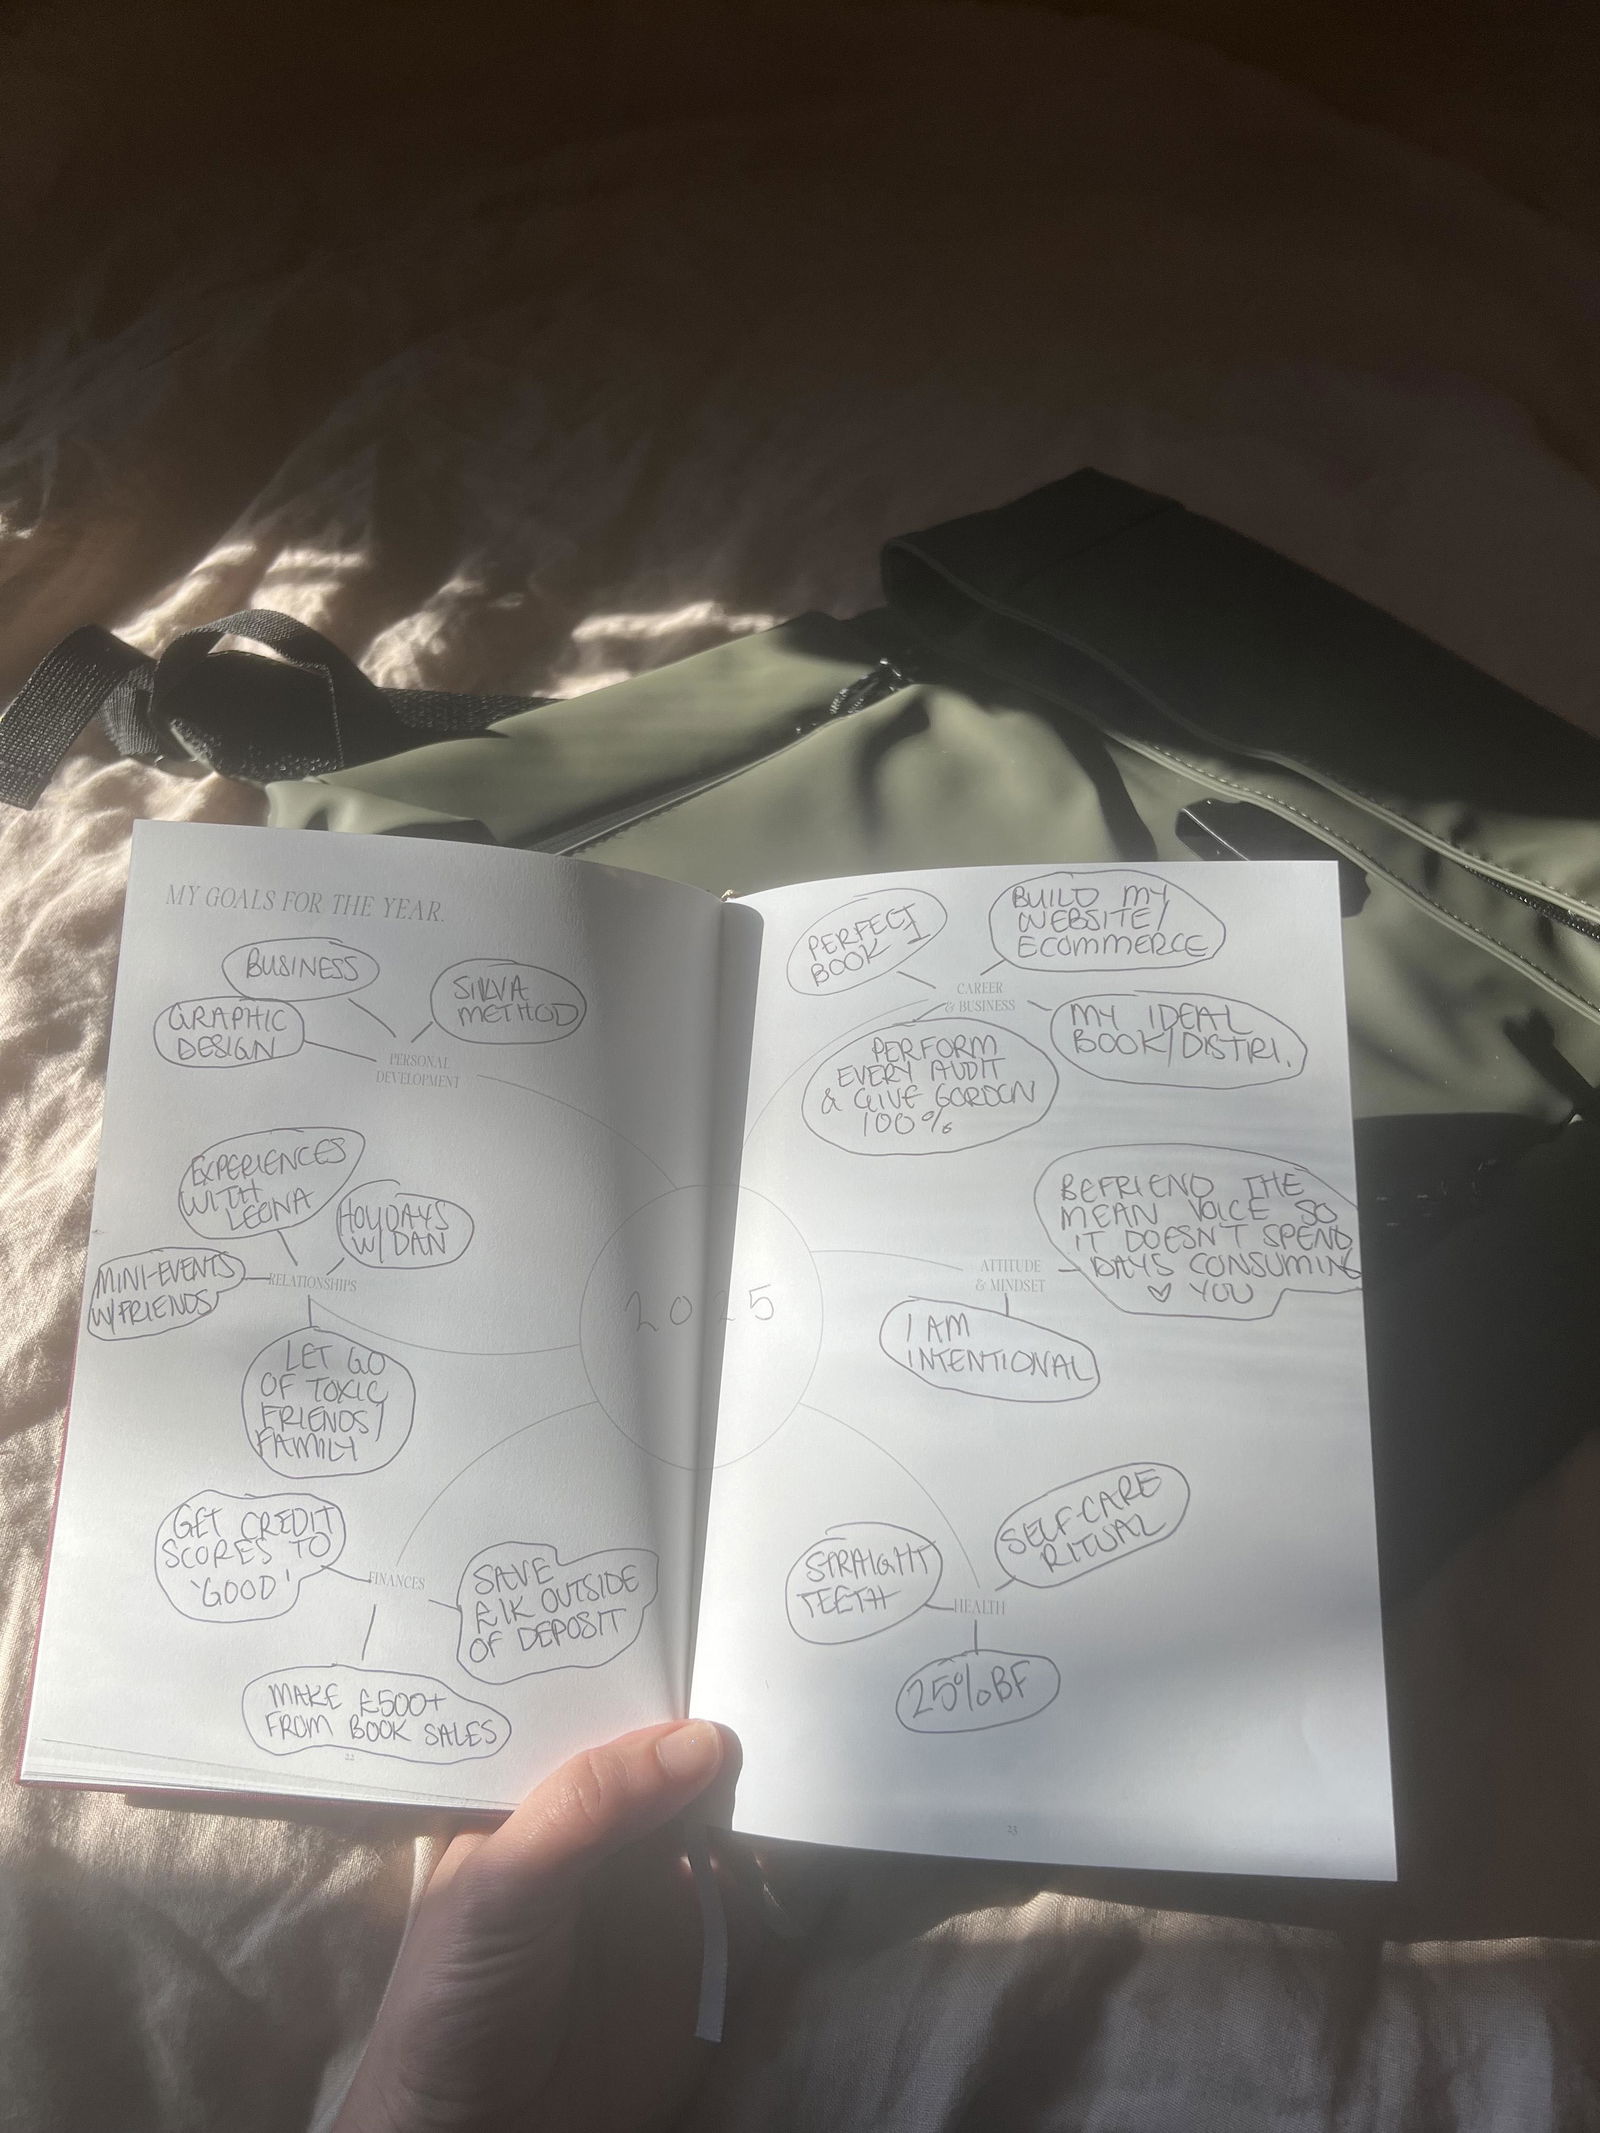 MY GOALS FOR THE YEAR.
BUSINESS
SILVA
METHOD
GRAPHIC
DESIGN
PERSONAL
DEVELOPMENT
EXPERIENCES
WITH
LEONA
HOLIDAYS
W/ DAN
MINI-EVENTS
W/FRIENDS
RELATIONSHIPS
LET GO
OF TOXIC
FRIENDS/
FAMILY
GET CREDIT
SCORES TO
'GOOD'
FINANCES
SAVE
£1K OUTSIDE
OF DEPOSIT
MAKE £500+
FROM BOOK SALES
22
2025
PERFECT
BOOK 1
BUILD MY
WEBSITE/
ECOMMERCE
CAREER
& BUSINESS
MY IDEAL
BOOK/DISTRI.
PERFORM
EVERY AUDIT
& GIVE GORDON
100%
BEFRIEND THE
MEAN VOICE SO
IT DOESN'T SPEND
DAYS CONSUMING
♡ YOU
ATTITUDE
& MINDSET
I AM
INTENTIONAL
SELF-CARE
RITUAL
STRAIGHT
TEETH
HEALTH
25% BF
23